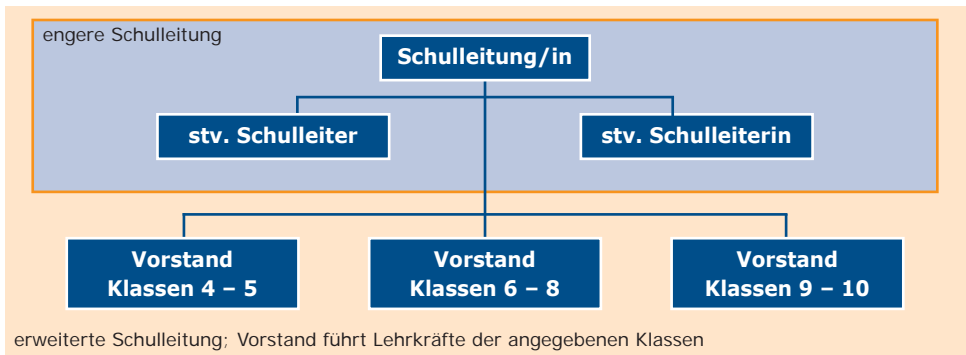 engere Schulleitung
Schulleitung/in
stv. Schulleiter
stv. Schulleiterin
Vorstand
Klassen 4 – 5
Vorstand
Klassen 6 – 8
Vorstand
Klassen 9 – 10
erweiterte Schulleitung; Vorstand führt Lehrkräfte der angegebenen Klassen